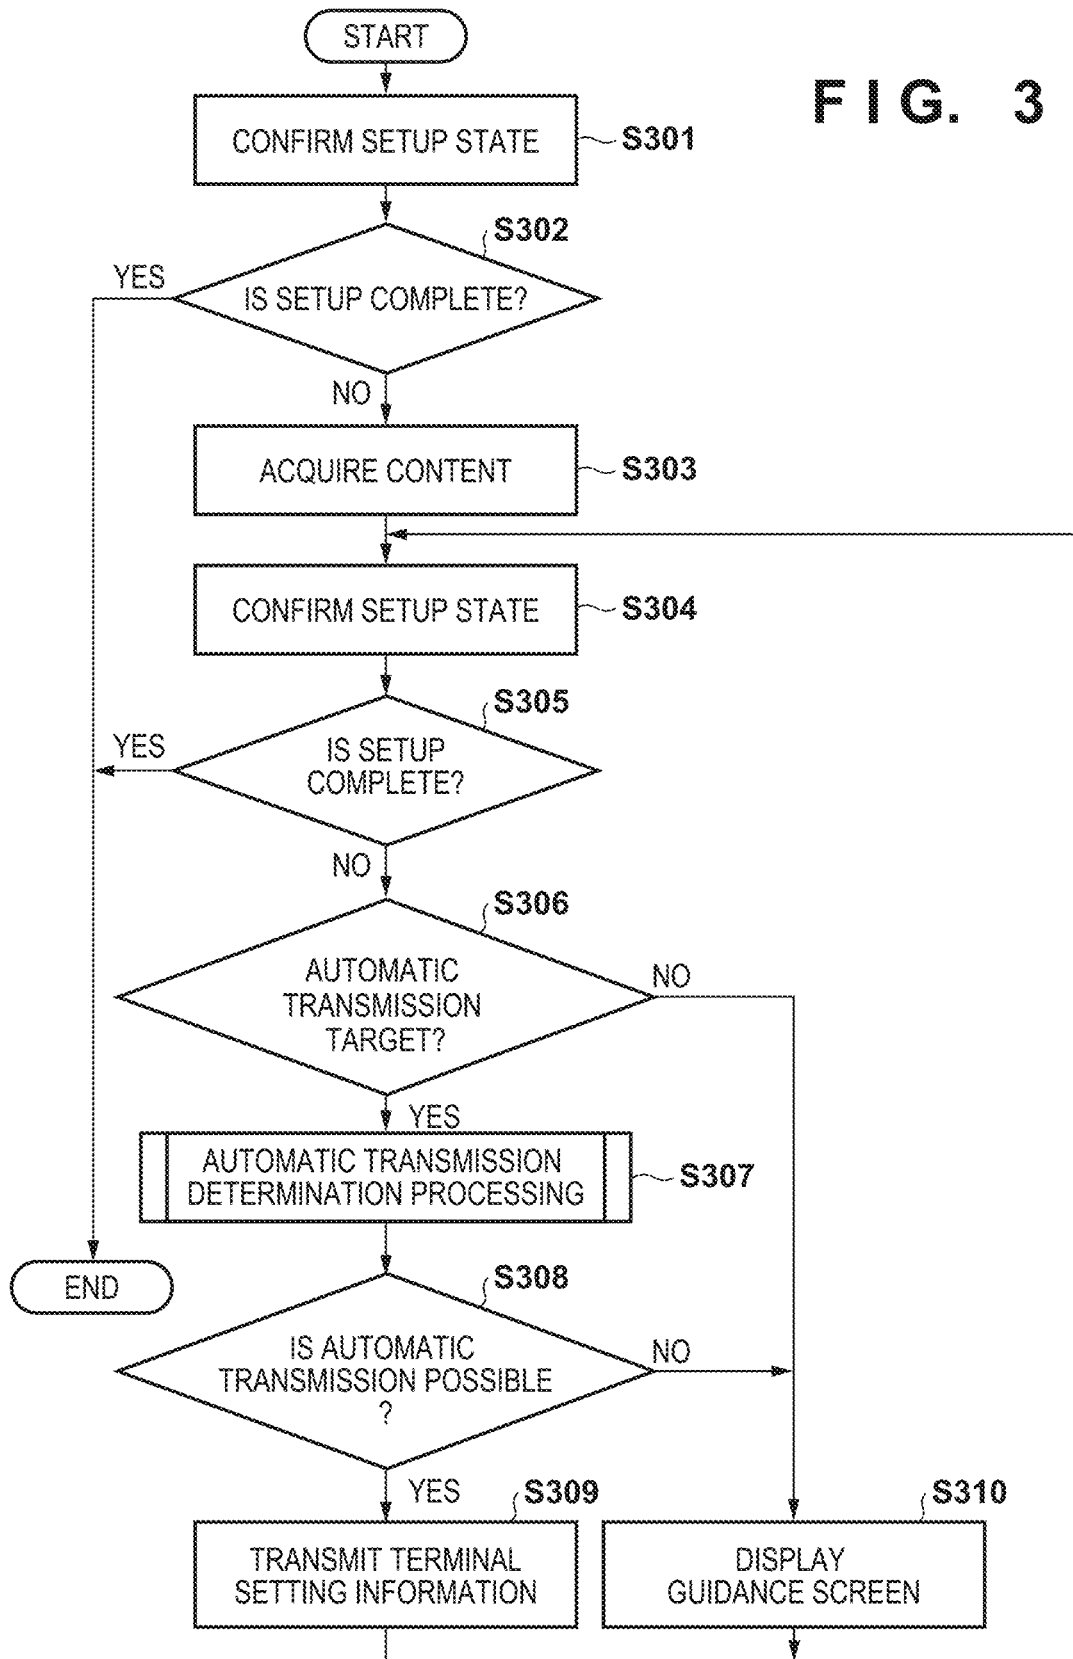 START
FIG. 3
CONFIRM SETUP STATE
S301
S302
YES
IS SETUP COMPLETE?
NO
ACQUIRE CONTENT
S303
CONFIRM SETUP STATE
S304
S305
YES
IS SETUP
COMPLETE?
NO
S306
AUTOMATIC
TRANSMISSION
TARGET?
NO
YES
AUTOMATIC TRANSMISSION
DETERMINATION PROCESSING
S307
END
S308
IS AUTOMATIC
TRANSMISSION POSSIBLE
?
NO
YES
S309
TRANSMIT TERMINAL
SETTING INFORMATION
S310
DISPLAY
GUIDANCE SCREEN